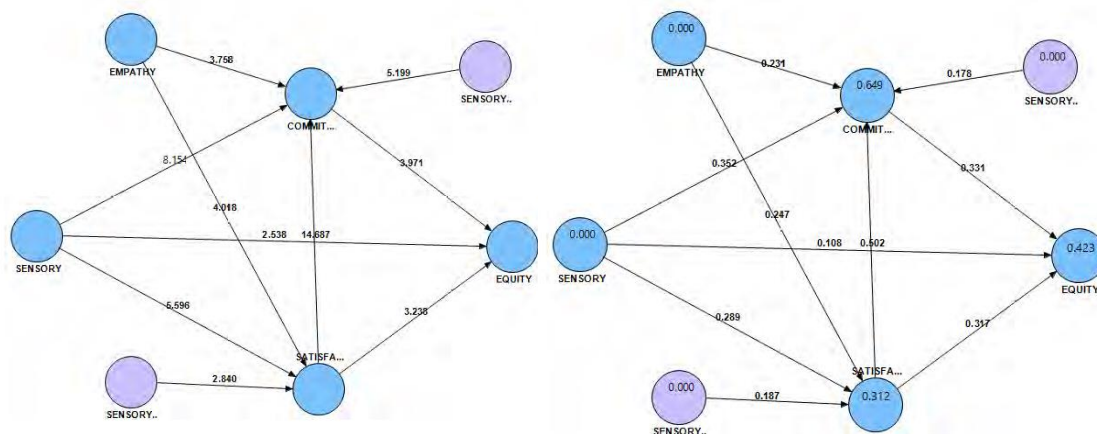 EMPATHY
3.758
5.199
SENSORY..
COMMIT...
8.154
3.971
4.018
2.538
14.687
SENSORY
EQUITY
5.596
3.238
SATISFA...
2.840
SENSORY..
0.000
EMPATHY
0.231
0.000
0.178
SENSORY..
0.649
COMMIT...
0.352
0.331
0.247
0.000
0.108
0.502
0.423
SENSORY
EQUITY
0.289
0.317
SATISFA...
0.000
0.187
0.312
SENSORY..